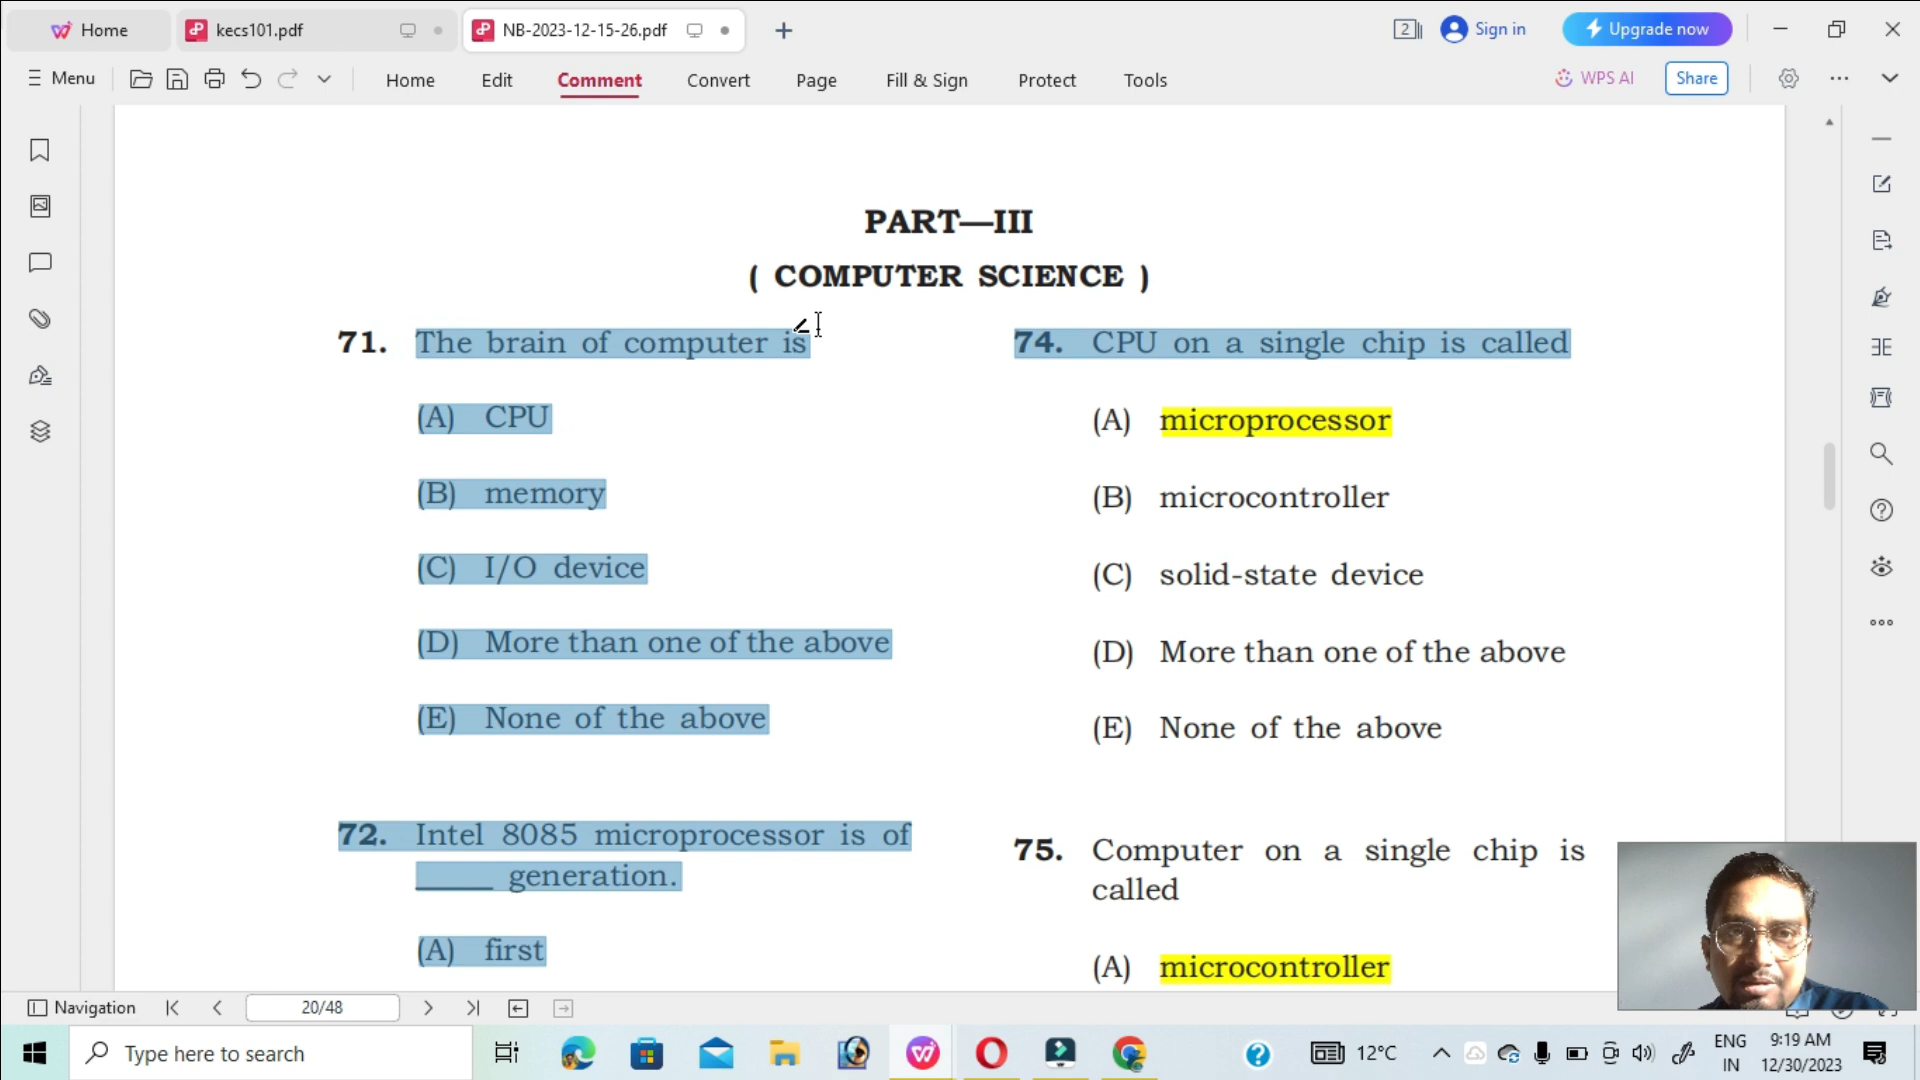 Home
kecs101.pdf
NB-2023-12-15-26.pdf
2
Sign in
Upgrade now
Menu
Home
Edit
Comment
Convert
Page
Fill & Sign
Protect
Tools
WPS AI
Share
PART—III
( COMPUTER SCIENCE )
71. The brain of computer is
(A) CPU
(B) memory
(C) I/O device
(D) More than one of the above
(E) None of the above
72. Intel 8085 microprocessor is of
_____ generation.
(A) first
74. CPU on a single chip is called
(A) microprocessor
(B) microcontroller
(C) solid-state device
(D) More than one of the above
(E) None of the above
75. Computer on a single chip is
called
(A) microcontroller
Navigation
20/48
Type here to search
12°C
ENG
IN
9:19 AM
12/30/2023